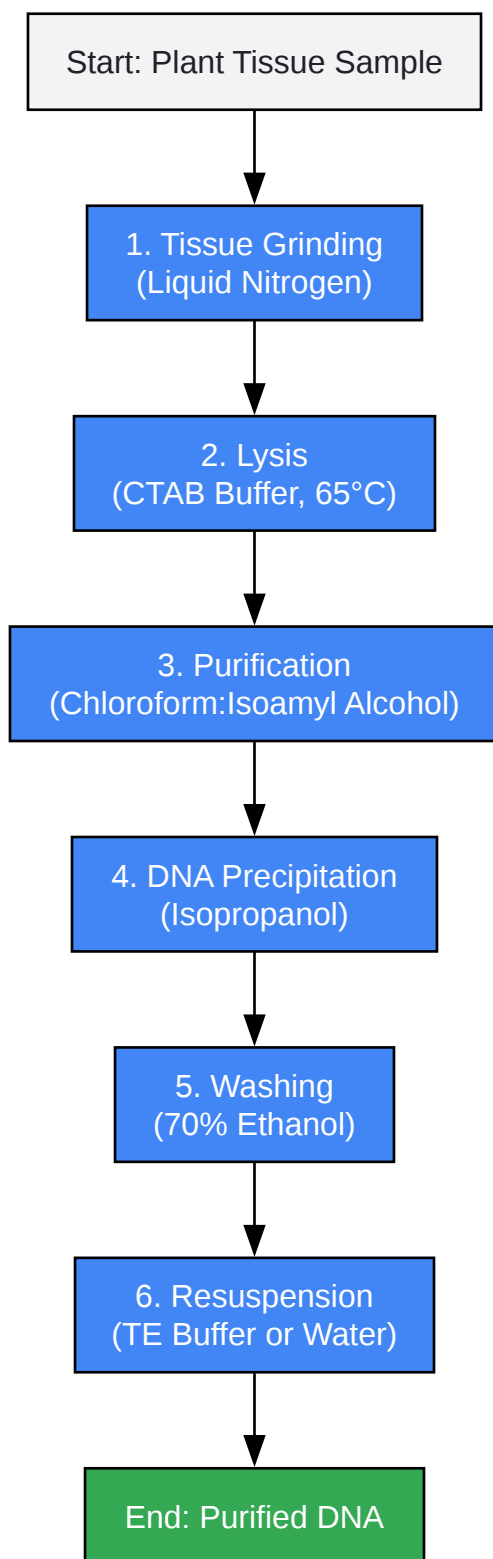 Start: Plant Tissue Sample
1. Tissue Grinding
(Liquid Nitrogen)
2. Lysis
(CTAB Buffer, 65°C)
3. Purification
(Chloroform:Isoamyl Alcohol)
4. DNA Precipitation
(Isopropanol)
5. Washing
(70% Ethanol)
6. Resuspension
(TE Buffer or Water)
End: Purified DNA